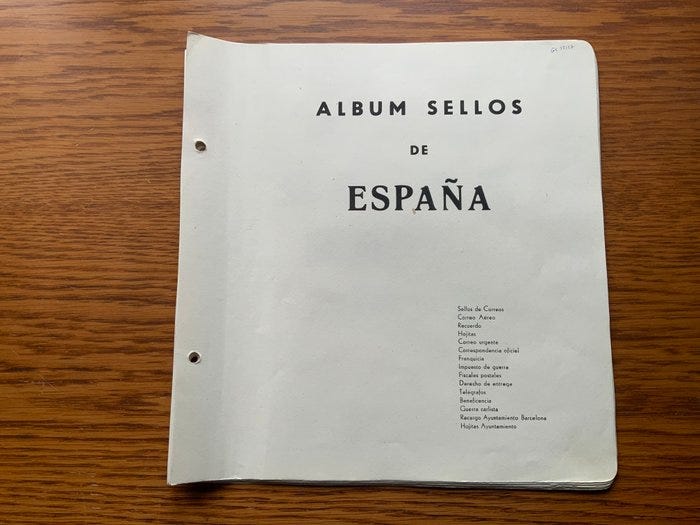 ALBUM SELLOS
DE
ESPAÑA
Sellos de Correos
Correo Aéreo
Recuerdo
Hojitas
Correo urgente
Correspondencia oficial
Franquicia
Impuesto de guerra
Fiscales postales
Derecho de entrega
Telégrafos
Beneficencia
Guerra carlista
Recargo Ayuntamiento Barcelona
Hojitas Ayuntamiento